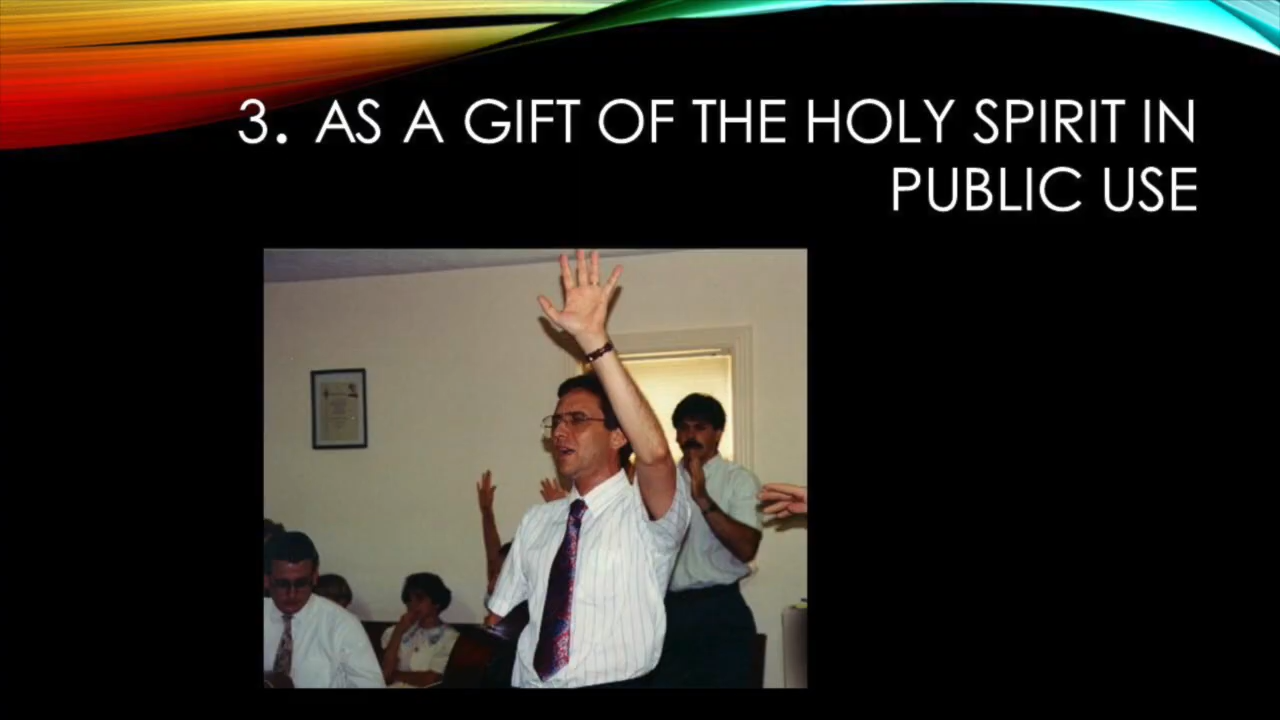 3. AS A GIFT OF THE HOLY SPIRIT IN
PUBLIC USE